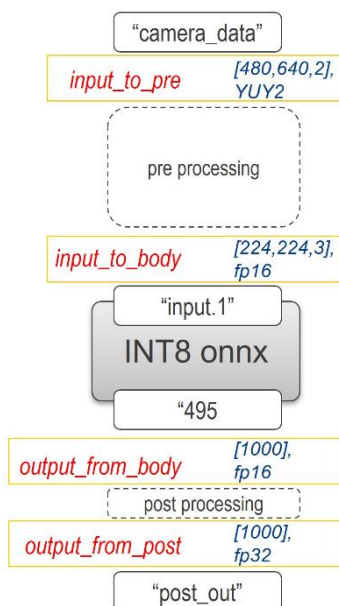 “camera_data”
input_to_pre [480,640,2],
YUY2
pre processing
input_to_body [224,224,3],
fp16
“input.1”
INT8 onnx
“495
output_from_body [1000],
fp16
post processing
output_from_post [1000],
fp32
“post_out”